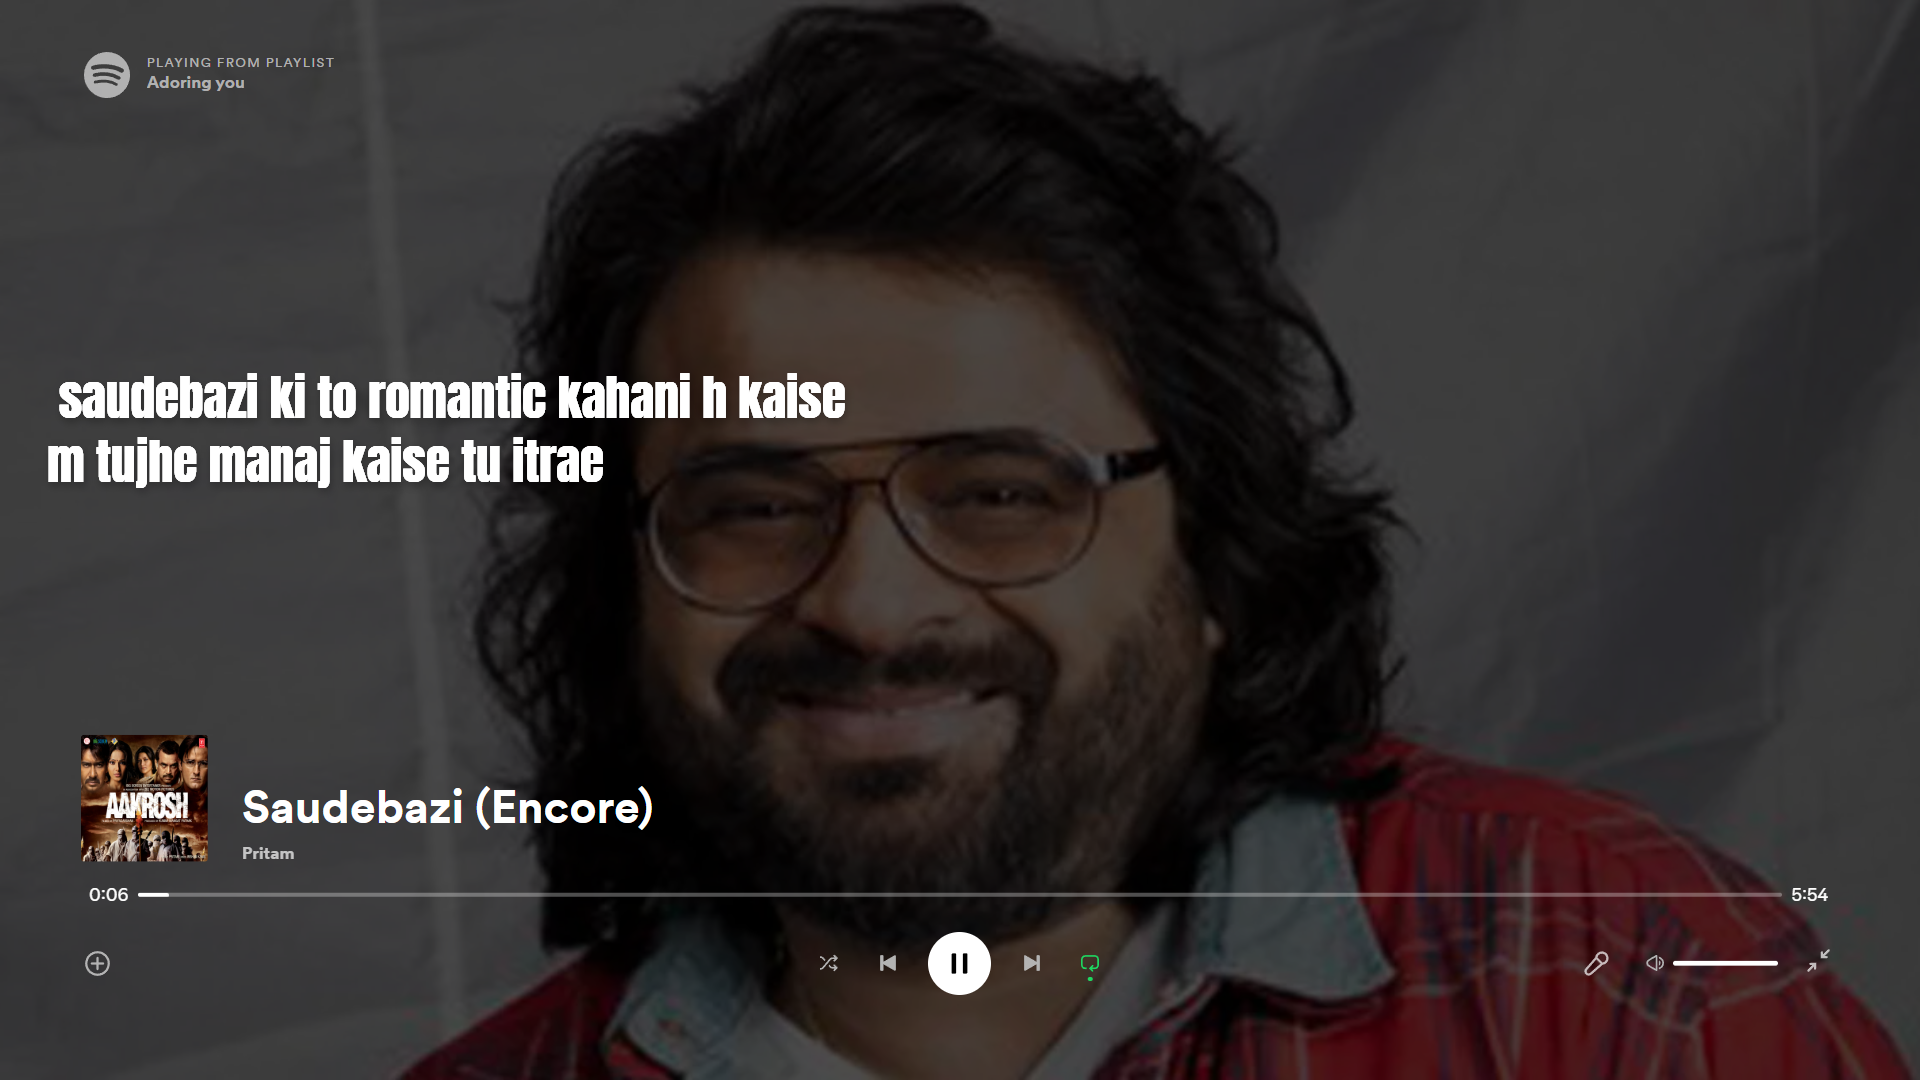 PLAYING FROM PLAYLIST
Adoring you
saudebazi ki to romantic kahani h kaise
m tujhe manaj kaise tu itrae
AAKROSH
Saudebazi (Encore)
Pritam
0:06
5:54